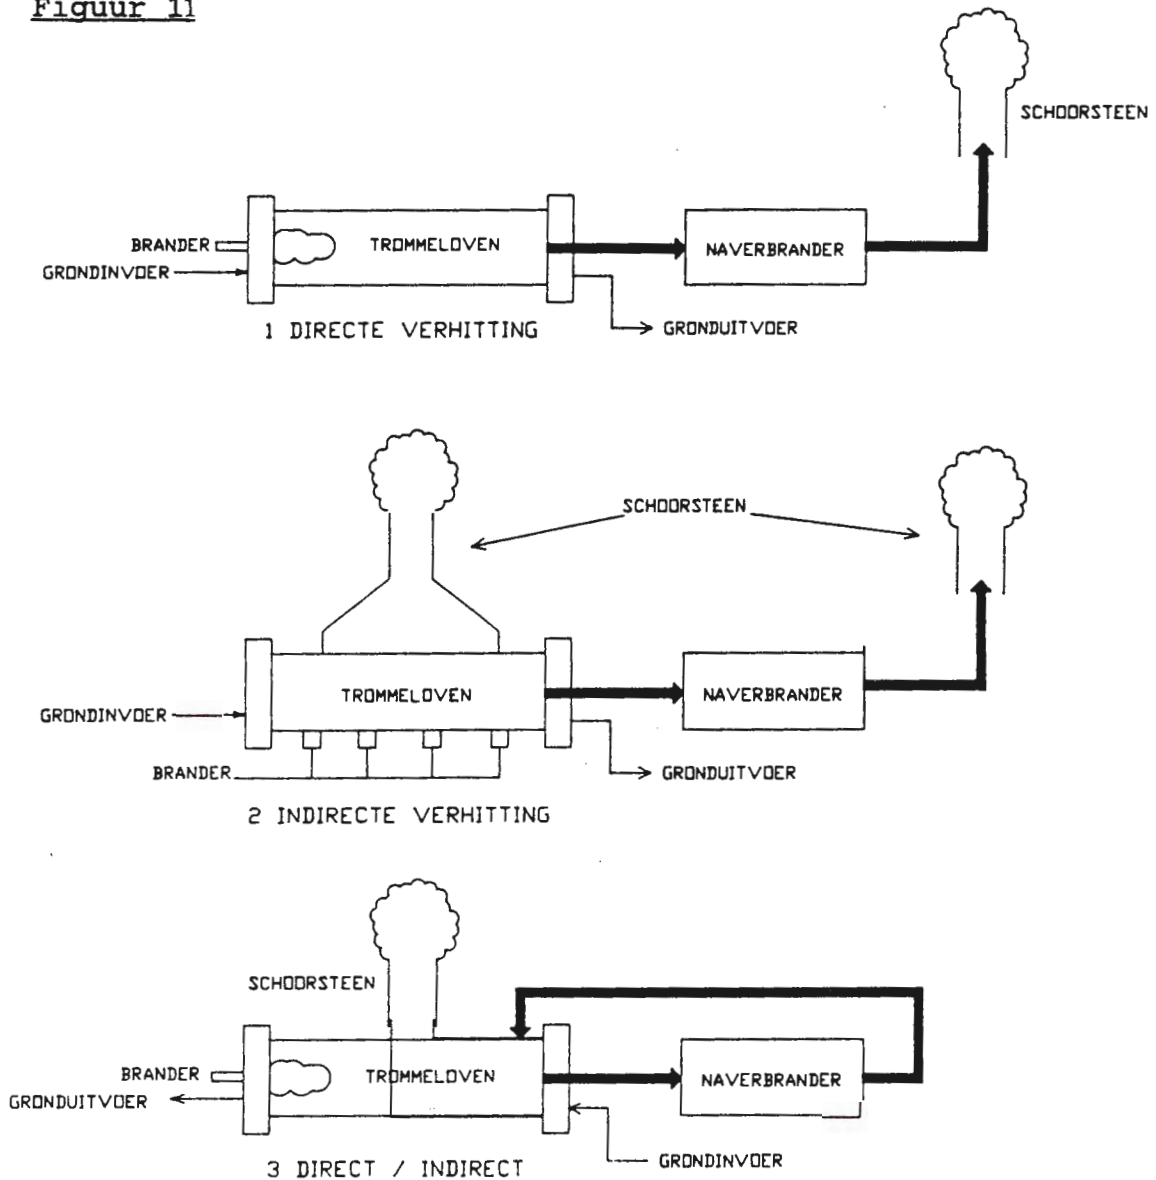 Figuur 11
SCHOORSTEEN
BRANDER
TROMMELOVEN
NAVERBRANDER
GRONDINVOER
GRONDUITVOER
1 DIRECTE VERHITTING
SCHOORSTEEN
TROMMELOVEN
NAVERBRANDER
GRONDINVOER
BRANDER
GRONDUITVOER
2 INDIRECTE VERHITTING
SCHOORSTEEN
BRANDER
TROMMELOVEN
NAVERBRANDER
GRONDUITVOER
GRONDINVOER
3 DIRECT / INDIRECT